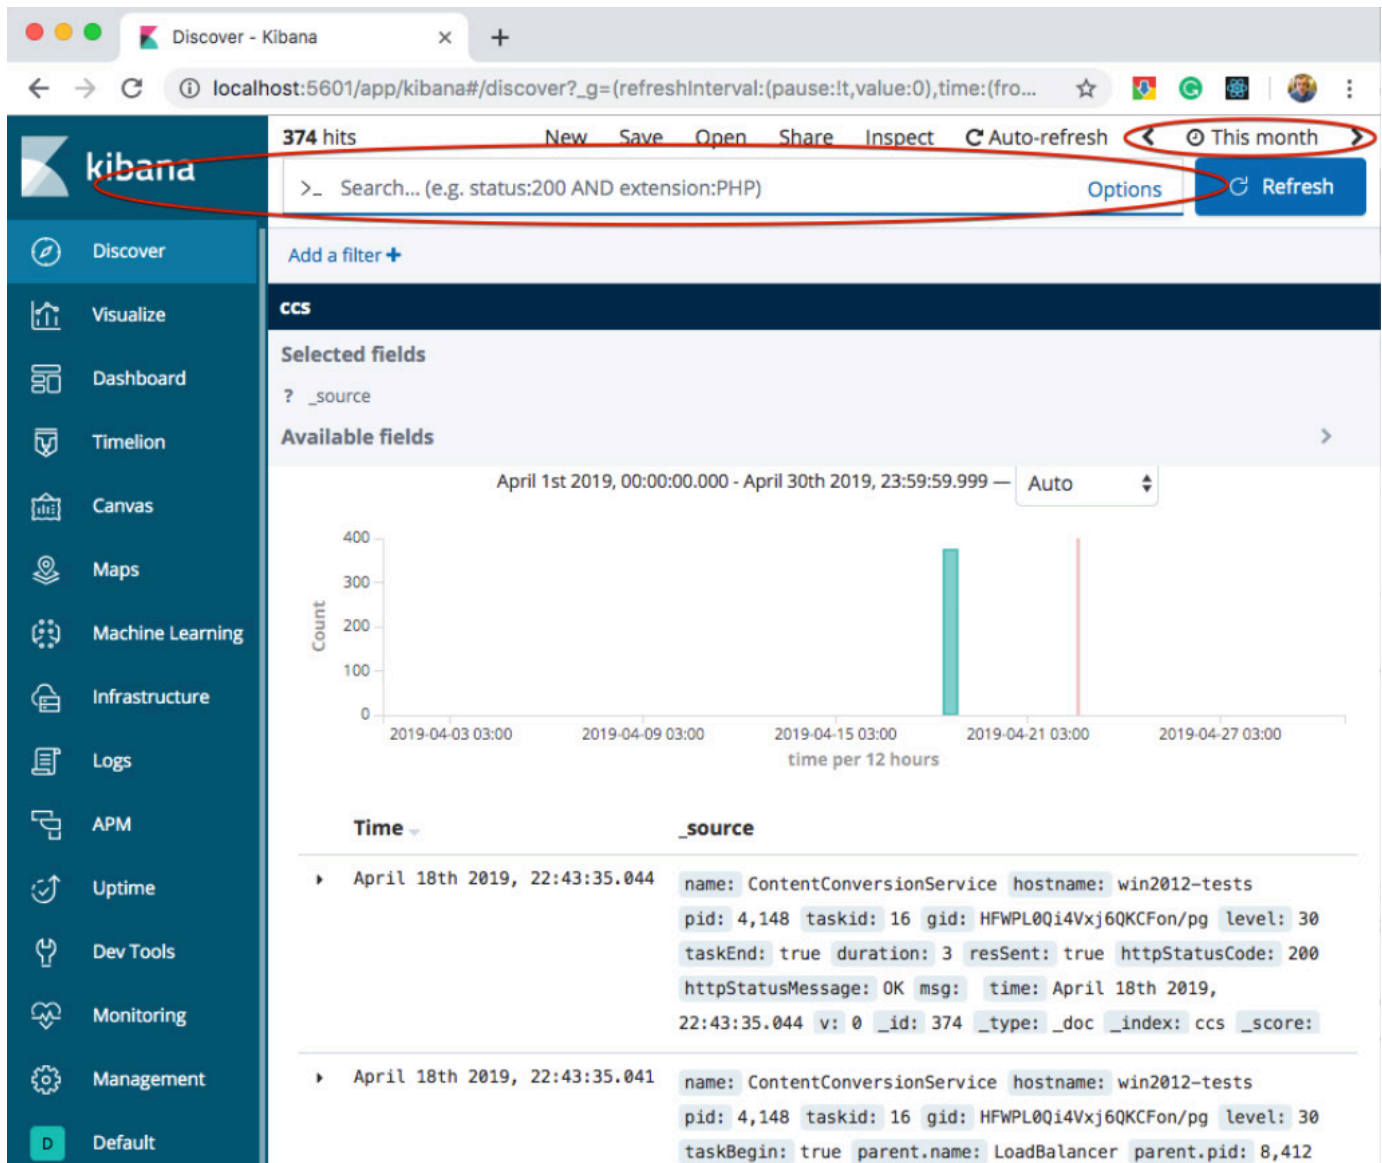 Discover - Kibana
localhost:5601/app/kibana#/discover?_g=(refreshInterval:(pause:!t,value:0),time:(fro...
kibana
374 hits New Save Open Share Inspect Auto-refresh This month
>_ Search... (e.g. status:200 AND extension:PHP) Options Refresh
Discover
Visualize
Dashboard
Timelion
Canvas
Maps
Machine Learning
Infrastructure
Logs
APM
Uptime
Dev Tools
Monitoring
Management
D Default
Add a filter +
ccs
Selected fields
? _source
Available fields
April 1st 2019, 00:00:00.000 - April 30th 2019, 23:59:59.999 — Auto
400
300
200
100
0
Count
2019-04-03 03:00 2019-04-09 03:00 2019-04-15 03:00 2019-04-21 03:00 2019-04-27 03:00
time per 12 hours
Time _source
April 18th 2019, 22:43:35.044 name: ContentConversionService hostname: win2012-tests
pid: 4,148 taskid: 16 gid: HFWPL0Qi4Vxj6QKCFon/pg level: 30
taskEnd: true duration: 3 resSent: true httpStatusCode: 200
httpStatusMessage: OK msg: time: April 18th 2019,
22:43:35.044 v: 0 _id: 374 _type: _doc _index: ccs _score:
April 18th 2019, 22:43:35.041 name: ContentConversionService hostname: win2012-tests
pid: 4,148 taskid: 16 gid: HFWPL0Qi4Vxj6QKCFon/pg level: 30
taskBegin: true parent.name: LoadBalancer parent.pid: 8,412